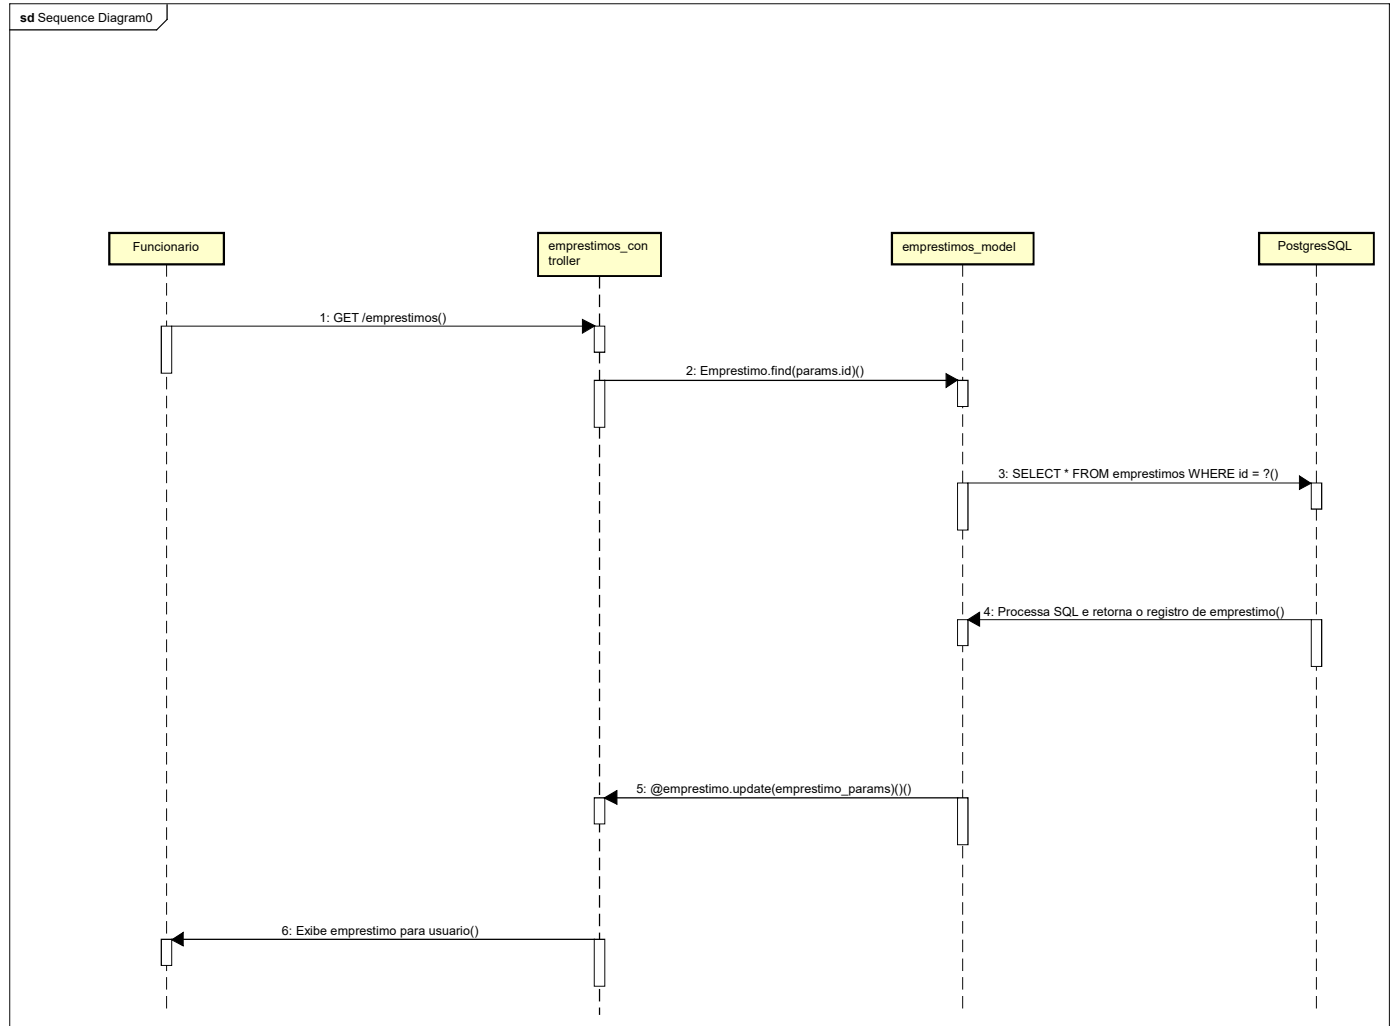 sd Sequence Diagram0
Funcionario
emprestimos_con
troller
emprestimos_model
PostgresSQL
1: GET /emprestimos()
2: Emprestimo.find(params.id)()
3: SELECT * FROM emprestimos WHERE id = ?()
4: Processa SQL e retorna o registro de emprestimo()
5: @emprestimo.update(emprestimo_params)()()
6: Exibe emprestimo para usuario()